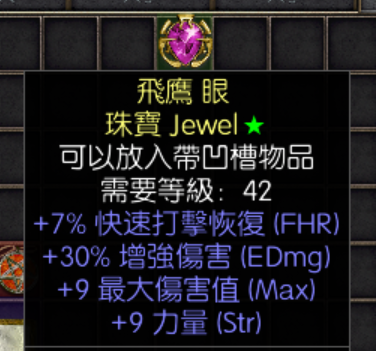 飛鷹 眼
珠寶 Jewel★
可以放入帶凹槽物品
需要等級: 42
+7% 快速打擊恢復 (FHR)
+30% 增強傷害 (EDmg)
+9 最大傷害值 (Max)
+9 力量 (Str)